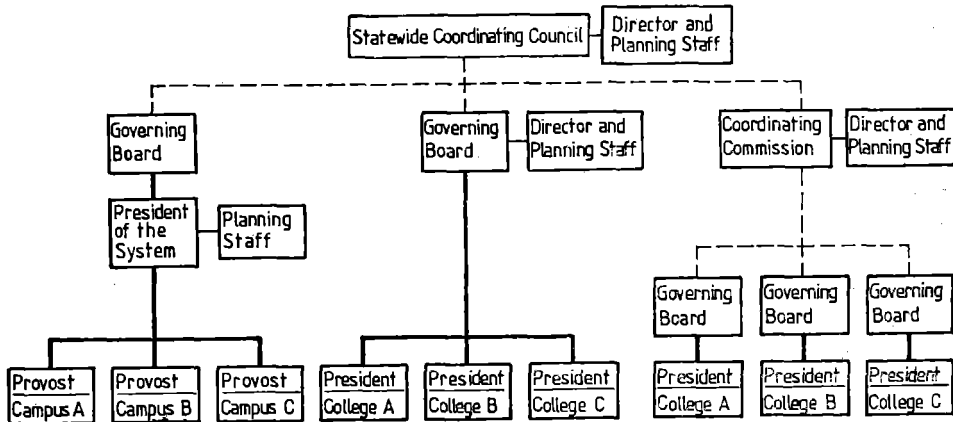 Statewide Coordinating Council
Director and
Planning Staff
Governing
Board
Governing
Board
Director and
Planning Staff
Coordinating
Commission
Director and
Planning Staff
President
of the
System
Planning
Staff
Governing
Board
Governing
Board
Governing
Board
Provost
Campus A
Provost
Campus B
Provost
Campus C
President
College A
President
College B
President
College C
President
College A
President
College B
President
College C